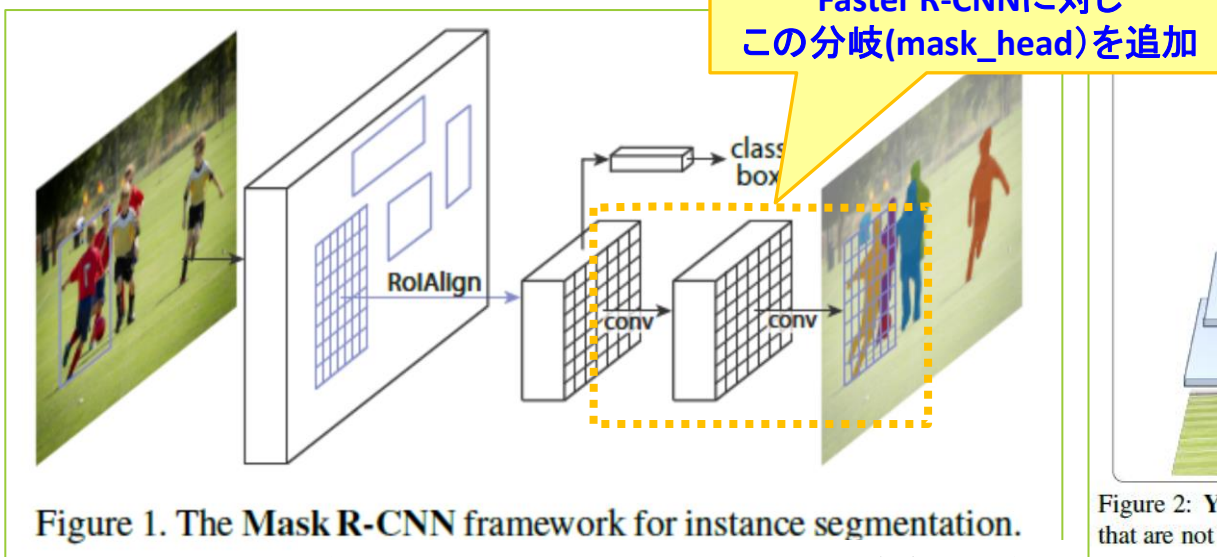 Faster R-CNNに対し
この分岐(mask_head)を追加
class
box
RoIAlign
conv
conv
Figure 1. The Mask R-CNN framework for instance segmentation.
Figure 2: Y
that are not